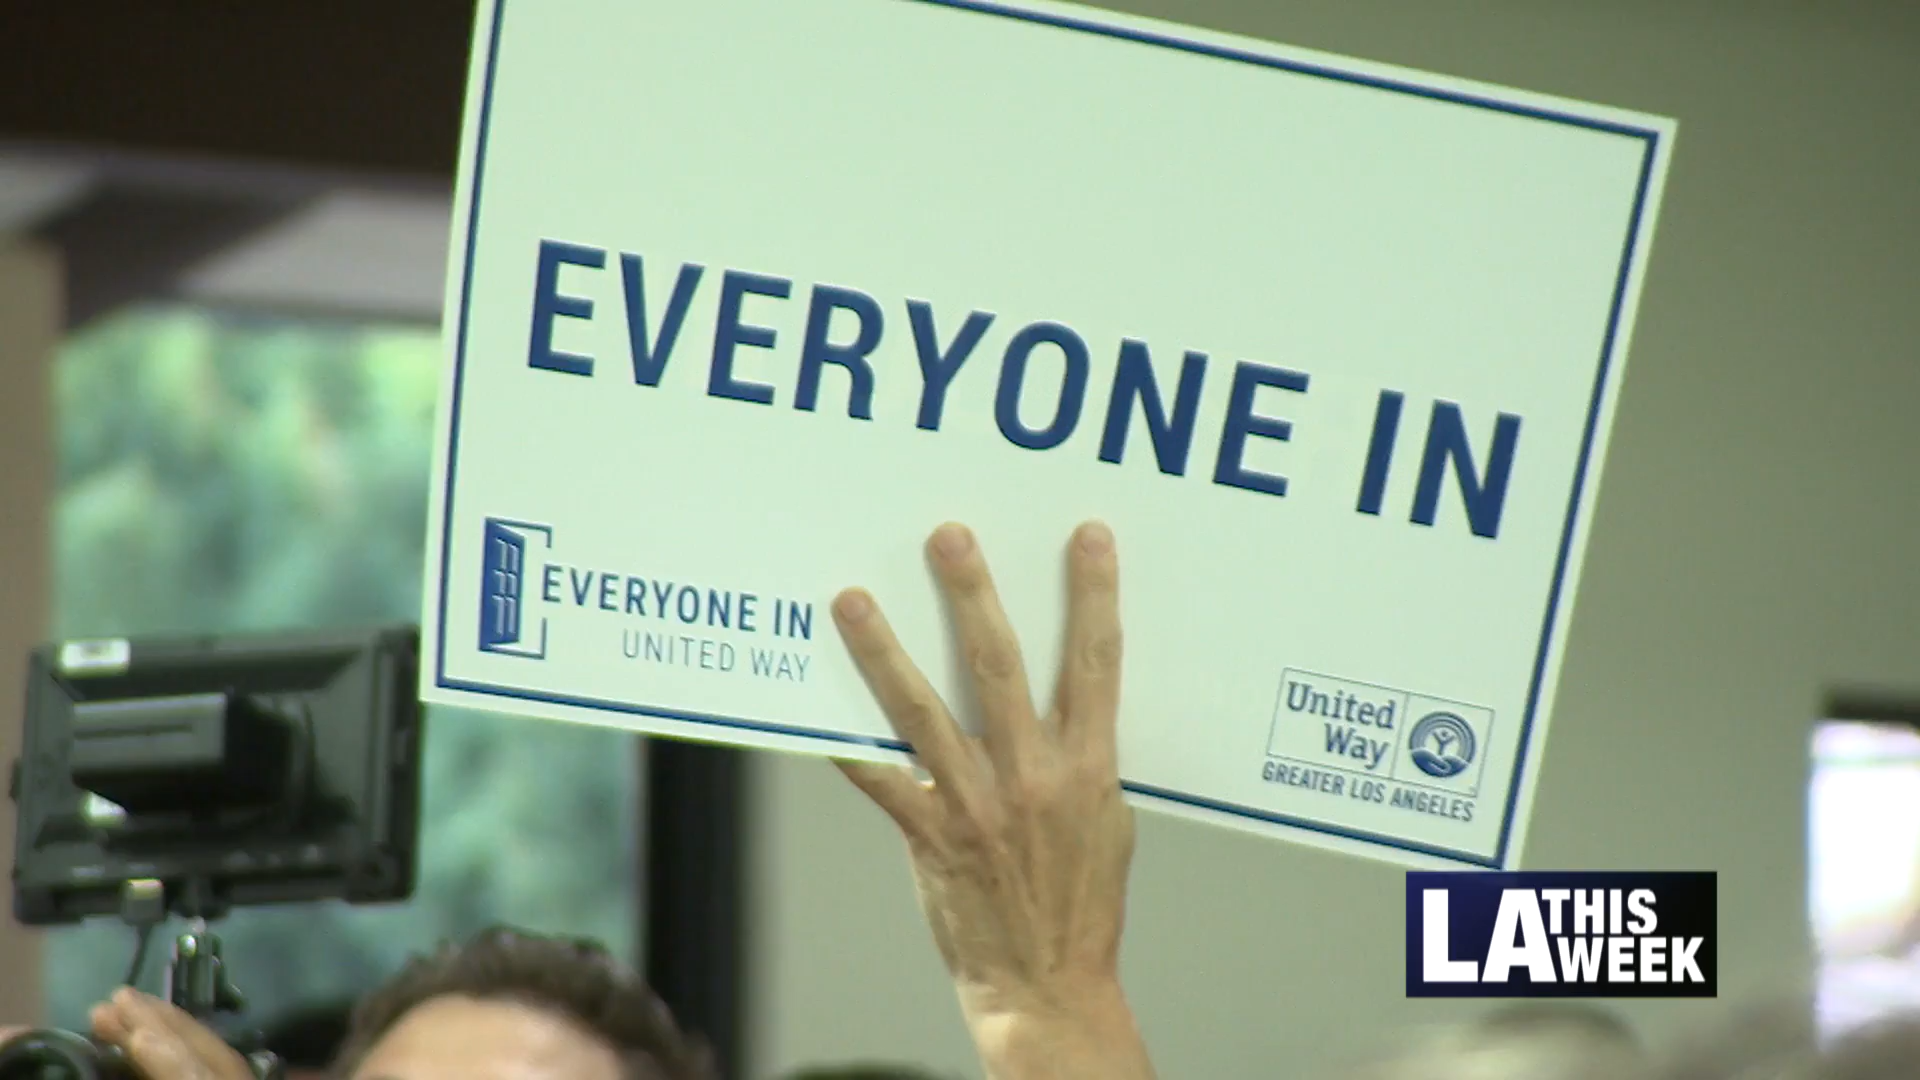 EVERYONE IN
EVERYONE IN
UNITED WAY
United
Way
GREATER LOS ANGELES
LA THIS
WEEK